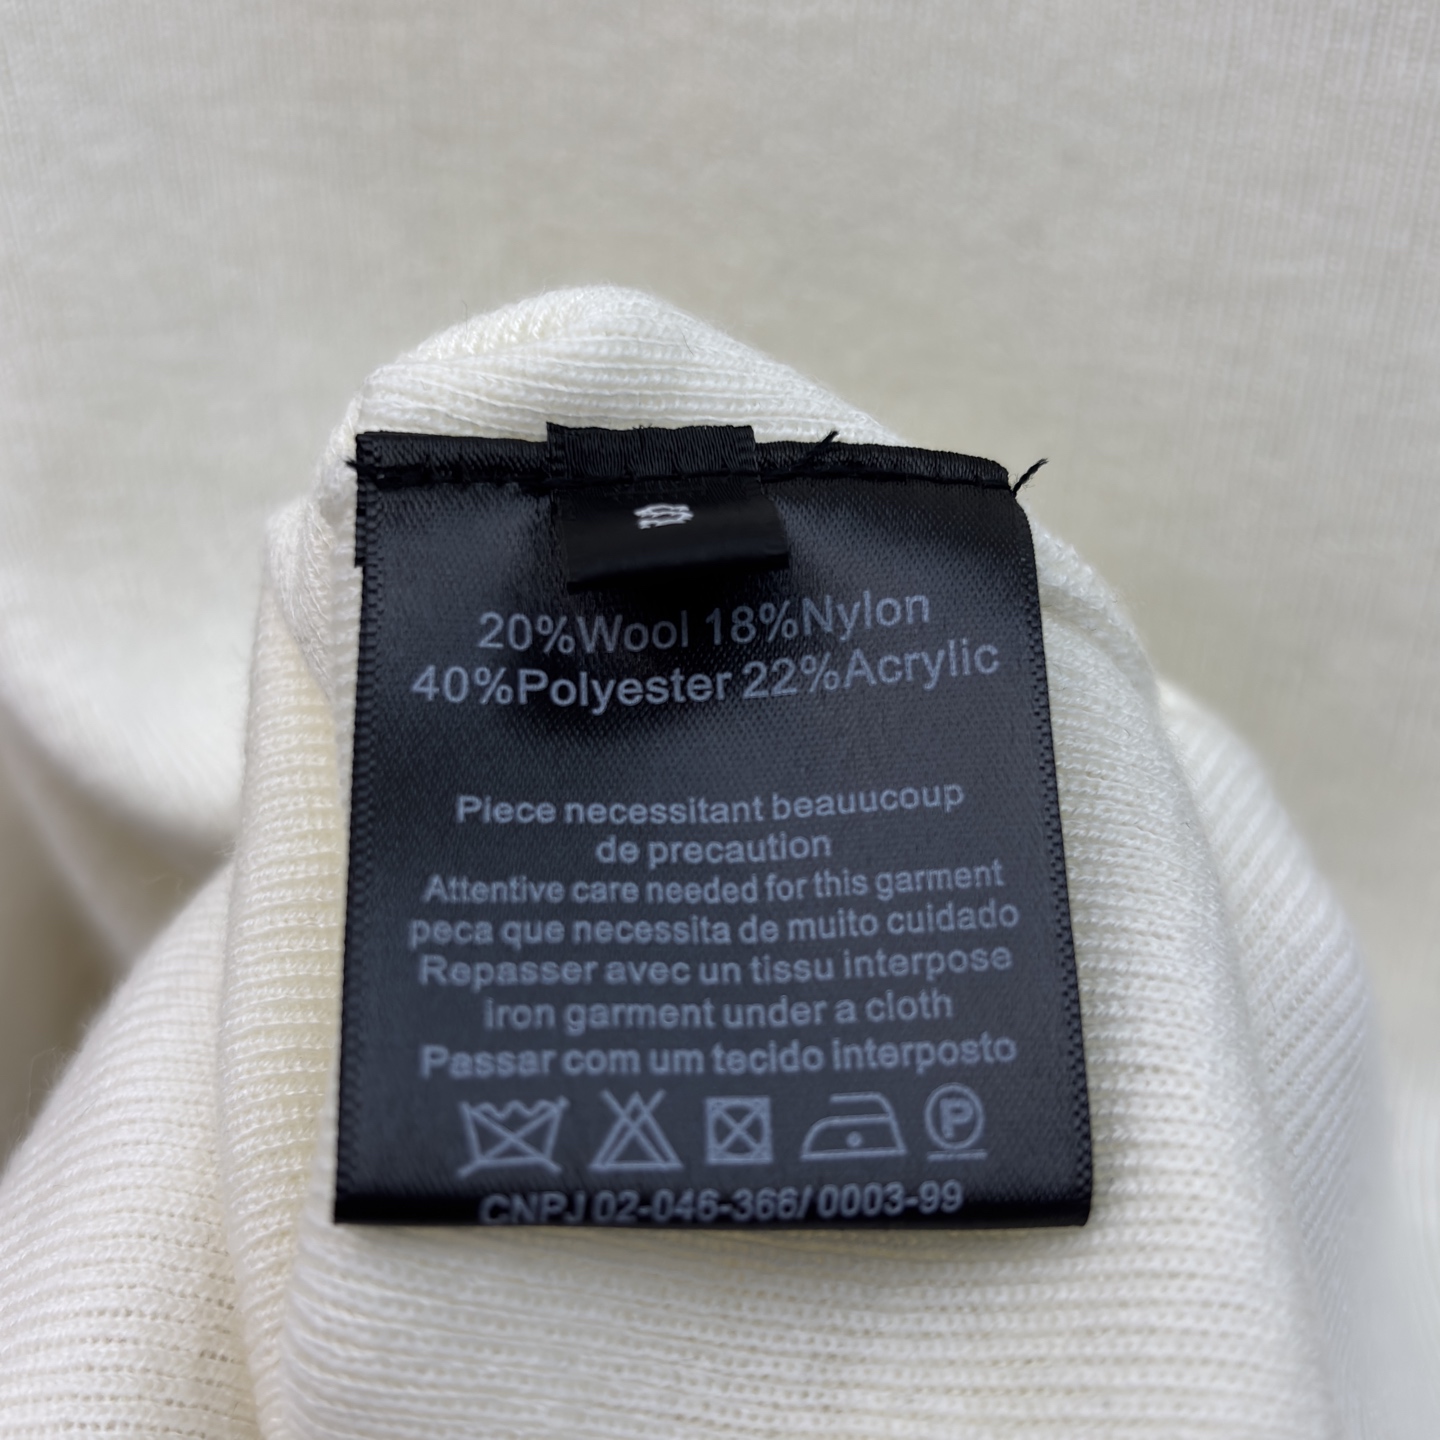 20%Wool 18%Nylon
40%Polyester 22%Acrylic
Piece necessitant beauucoup
de precaution
Attentive care needed for this garment
peca que necessita de muito cuidado
Repasser avec un tissu interpose
iron garment under a cloth
Passar com um tecido interposto
P
CNPJ 02-046-366/0003-99